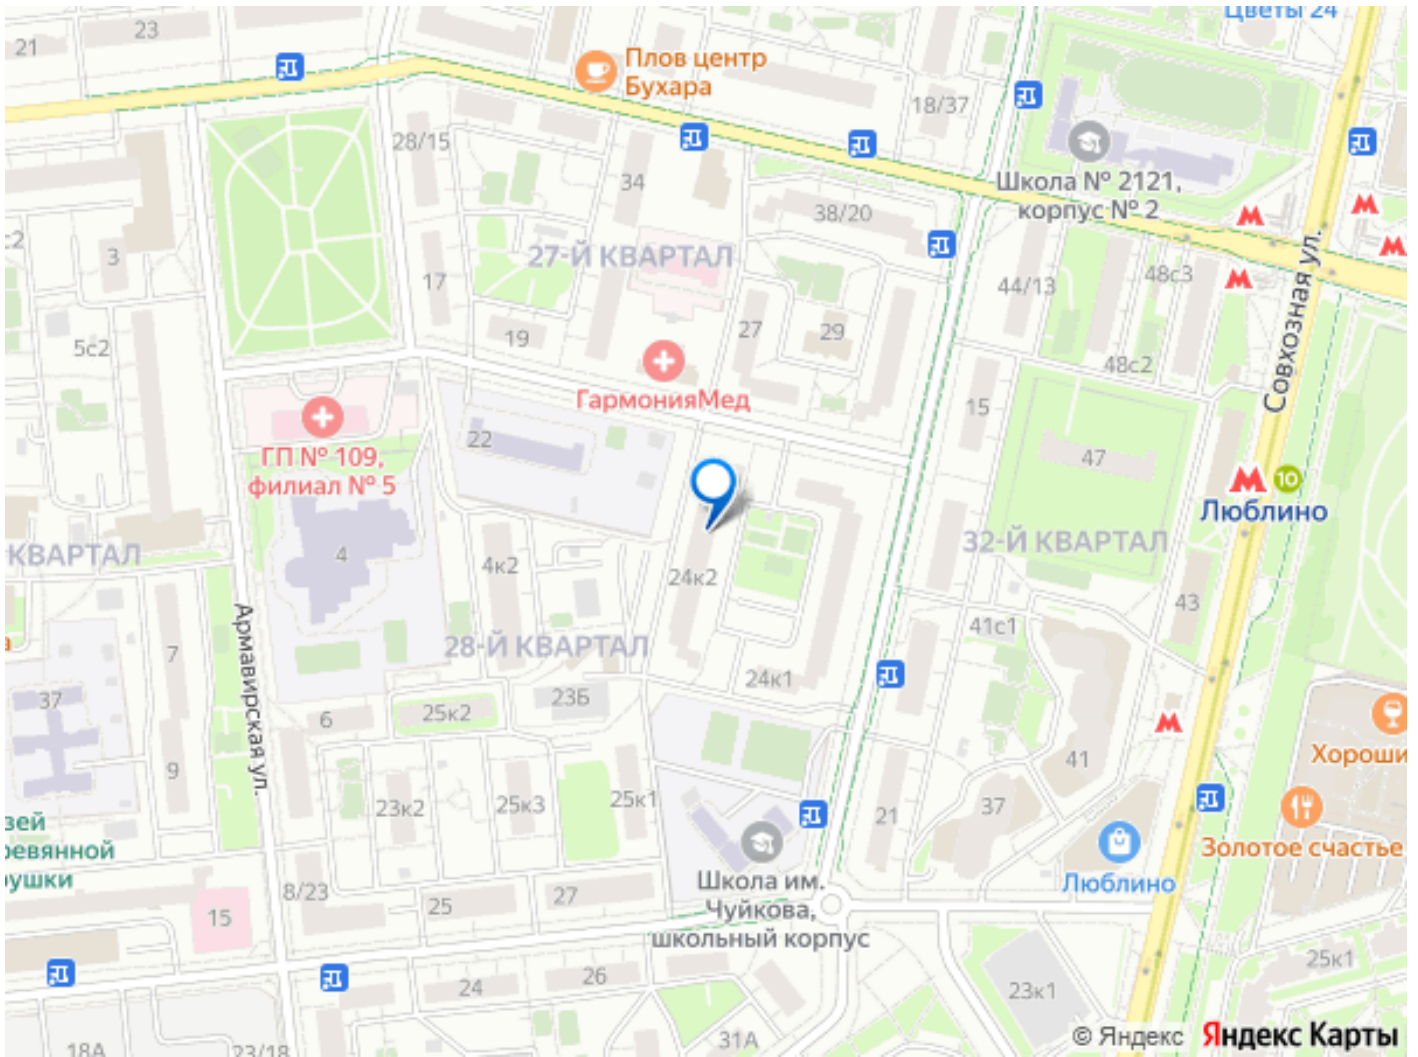 Цветы 24
23
21
Плов центр
Бухара
18/37
28/15
34
Школа № 2121,
корпус № 2
38/20
3
27-Й КВАРТАЛ
17
44/13
48с3
Совхозная ул.
19
27
29
5с2
48с2
ГармонияМед
15
22
ГП № 109,
филиал № 5
47
10
Люблино
КВАРТАЛ
4
4к2
24к2
32-Й КВАРТАЛ
43
41с1
Армавирская ул.
7
28-Й КВАРТАЛ
24к1
37
6
25к2
23Б
Хороши
9
41
23к2
25к3
25к1
37
21
зей
ревянной
рушки
Золотое счастье
Люблино
8/23
27
Школа им.
Чуйкова,
школьный корпус
15
25
24
26
23к1
25к1
31А
18А
23/18
© Яндекс
Яндекс Карты